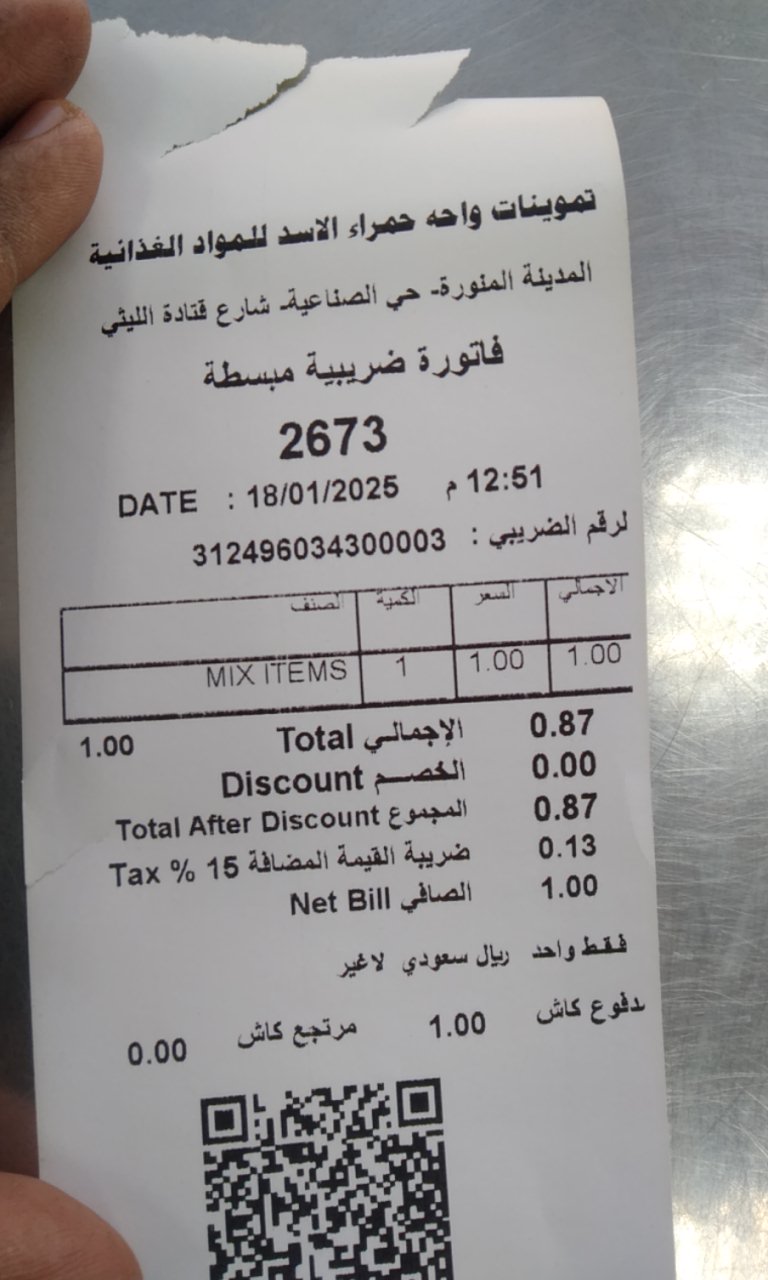 تموينات واحه حمراء الاسد للمواد الغذائية
المدينة المنورة- حي الصناعية- شارع قتادة الليثي
فاتورة ضريبية مبسطة
2673
DATE : 18/01/2025 م 12:51
لرقم الضريبي : 312496034300003
الصنف الكمية السعر الاجمالي
MIX ITEMS 1 1.00 1.00
1.00 Total الإجمالي 0.87
Discount الخصم 0.00
Total After Discount المجموع 0.87
Tax % 15 ضريبة القيمة المضافة 0.13
Net Bill الصافي 1.00
فقط واحد ريال سعودي لاغير
دفوع كاش 1.00 مرتجع كاش 0.00